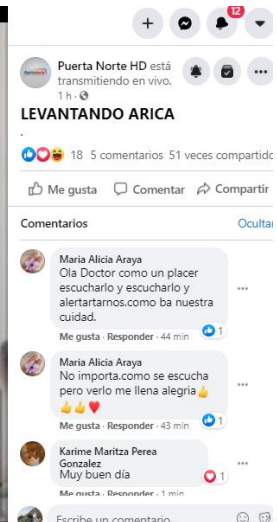 12
Puerta Norte HD está
transmitiendo en vivo.
1 h ·
LEVANTANDO ARICA
.
18 5 comentarios 51 veces compartido
Me gusta Comentar Compartir
Comentarios Ocultar
Maria Alicia Araya
Ola Doctor como un placer
escucharlo y escucharlo y
alertartarnos.como ba nuestra
cuidad.
1
Me gusta · Responder · 44 min
Maria Alicia Araya
No importa.como se escucha
pero verlo me llena alegria👍
👍👍❤️
1
Me gusta · Responder · 43 min
Karime Maritza Perea
Gonzalez
Muy buen día
1
Me gusta · Responder · 1 min
Escribe un comentario